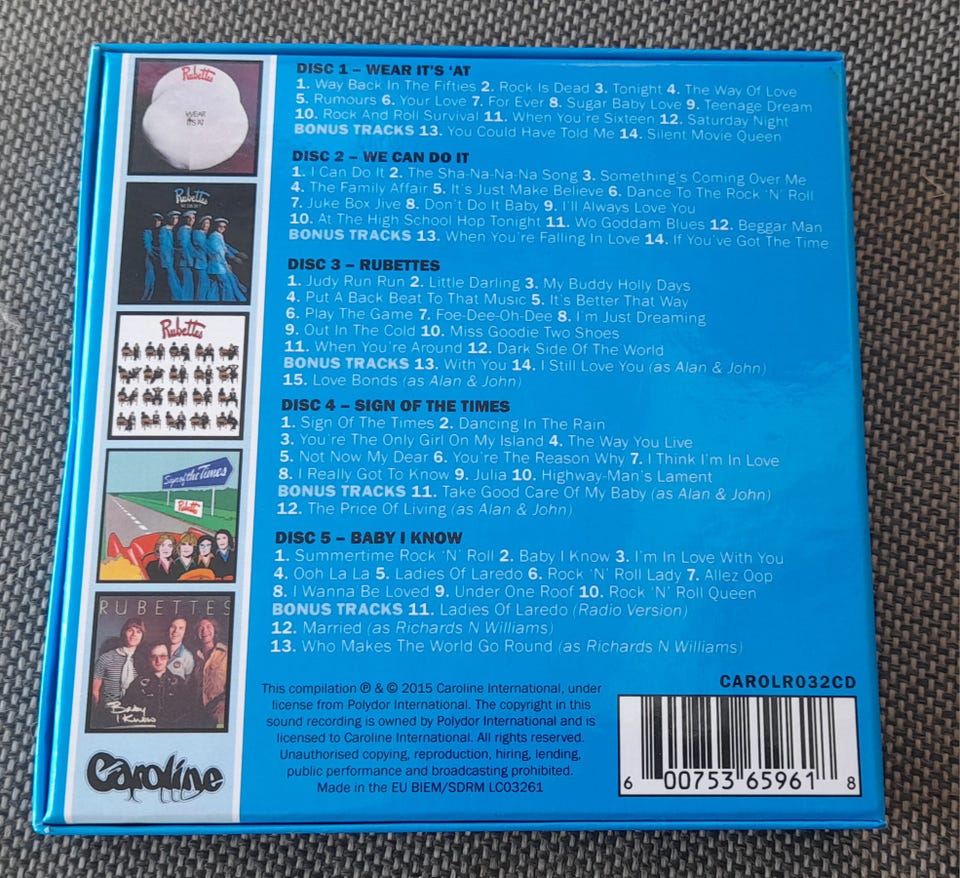 Rubettes
WEAR
IT'S AT
DISC 1 – WEAR IT'S 'AT
1. Way Back In The Fifties 2. Rock Is Dead 3. Tonight 4. The Way Of Love
5. Rumours 6. Your Love 7. For Ever 8. Sugar Baby Love 9. Teenage Dream
10. Rock And Roll Survival 11. When You're Sixteen 12. Saturday Night
BONUS TRACKS 13. You Could Have Told Me 14. Silent Movie Queen
Rubettes
WE CAN DO IT
DISC 2 – WE CAN DO IT
1. I Can Do It 2. The Sha-Na-Na-Na Song 3. Something's Coming Over Me
4. The Family Affair 5. It's Just Make Believe 6. Dance To The Rock 'N' Roll
7. Juke Box Jive 8. Don't Do It Baby 9. I'll Always Love You
10. At The High School Hop Tonight 11. Wo Goddam Blues 12. Beggar Man
BONUS TRACKS 13. When You're Falling In Love 14. If You've Got The Time
Rubettes
DISC 3 – RUBETTES
1. Judy Run Run 2. Little Darling 3. My Buddy Holly Days
4. Put A Back Beat To That Music 5. It's Better That Way
6. Play The Game 7. Foe-Dee-Oh-Dee 8. I'm Just Dreaming
9. Out In The Cold 10. Miss Goodie Two Shoes
11. When You're Around 12. Dark Side Of The World
BONUS TRACKS 13. With You 14. I Still Love You (as Alan & John)
15. Love Bonds (as Alan & John)
Sign of the Times
Rubettes
DISC 4 – SIGN OF THE TIMES
1. Sign Of The Times 2. Dancing In The Rain
3. You're The Only Girl On My Island 4. The Way You Live
5. Not Now My Dear 6. You're The Reason Why 7. I Think I'm In Love
8. I Really Got To Know 9. Julia 10. Highway-Man's Lament
BONUS TRACKS 11. Take Good Care Of My Baby (as Alan & John)
12. The Price Of Living (as Alan & John)
RUBETTES
Baby
I Know
DISC 5 – BABY I KNOW
1. Summertime Rock 'N' Roll 2. Baby I Know 3. I'm In Love With You
4. Ooh La La 5. Ladies Of Laredo 6. Rock 'N' Roll Lady 7. Allez Oop
8. I Wanna Be Loved 9. Under One Roof 10. Rock 'N' Roll Queen
BONUS TRACKS 11. Ladies Of Laredo (Radio Version)
12. Married (as Richards N Williams)
13. Who Makes The World Go Round (as Richards N Williams)
Caroline
This compilation ℗ & © 2015 Caroline International, under
license from Polydor International. The copyright in this
sound recording is owned by Polydor International and is
licensed to Caroline International. All rights reserved.
Unauthorised copying, reproduction, hiring, lending,
public performance and broadcasting prohibited.
Made in the EU BIEM/SDRM LC03261
CAROLR032CD
6 00753 65961 8